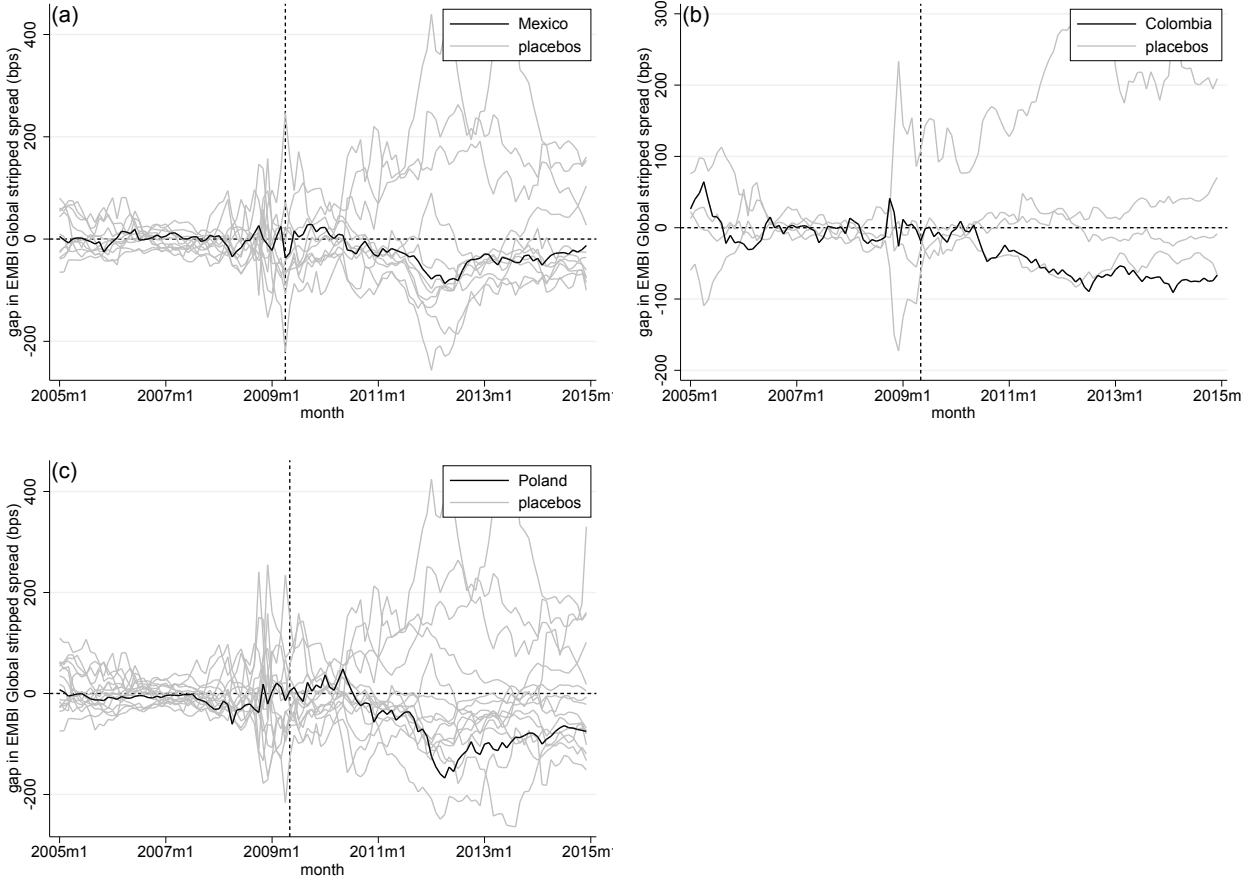 (a)
Mexico
placebos
gap in EMBI Global stripped spread (bps)
400
200
0
-200
2005m1 2007m1 2009m1 2011m1 2013m1 2015m1
month
(b)
Colombia
placebos
gap in EMBI Global stripped spread (bps)
300
200
100
0
-100
-200
2005m1 2007m1 2009m1 2011m1 2013m1 2015m
month
(c)
Poland
placebos
gap in EMBI Global stripped spread (bps)
400
200
0
-200
2005m1 2007m1 2009m1 2011m1 2013m1 2015m1
month